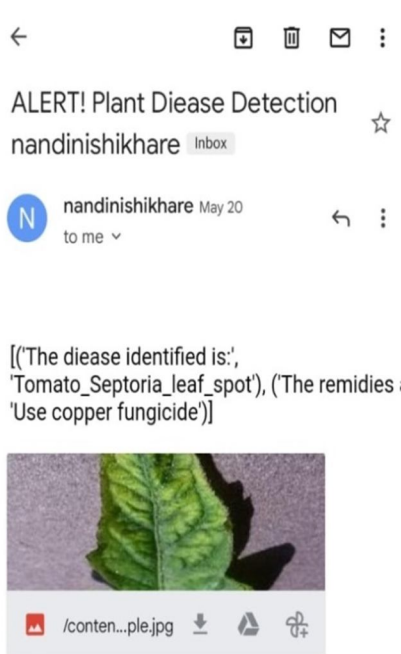 ALERT! Plant Diease Detection
nandinishikhare Inbox
N
nandinishikhare May 20
to me
[('The diease identified is:',
'Tomato_Septoria_leaf_spot'), ('The remidies a
'Use copper fungicide')]
/conten...ple.jpg